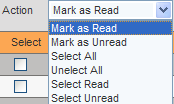 Action Mark as Read
Mark as Read
Select Mark as Unread
Select All
Unelect All
Select Read
Select Unread